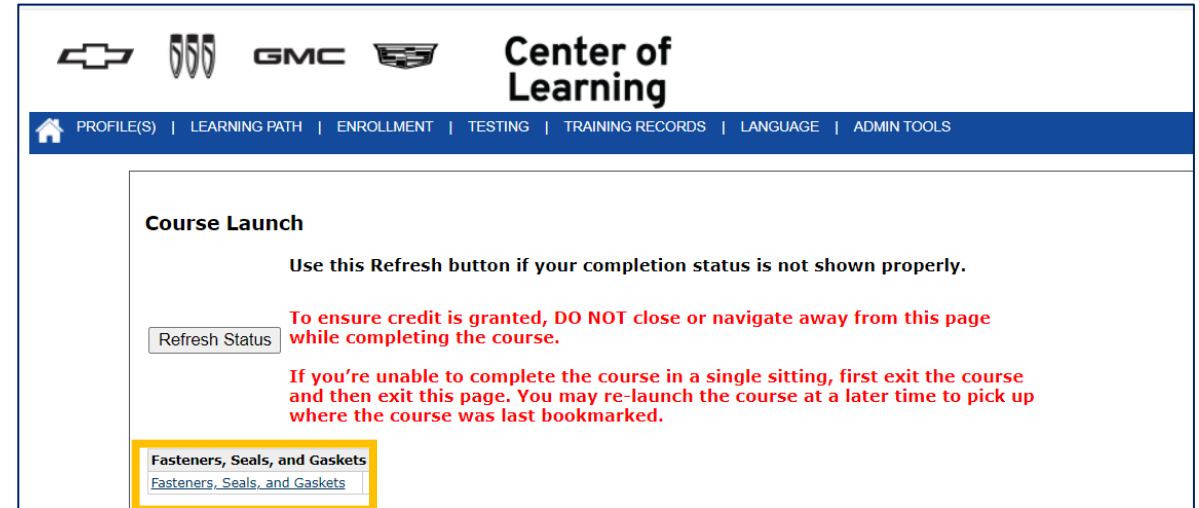 GMC
Center of
Learning
PROFILE(S) | LEARNING PATH | ENROLLMENT | TESTING | TRAINING RECORDS | LANGUAGE | ADMIN TOOLS
Course Launch
Use this Refresh button if your completion status is not shown properly.
Refresh Status
To ensure credit is granted, DO NOT close or navigate away from this page
while completing the course.
If you're unable to complete the course in a single sitting, first exit the course
and then exit this page. You may re-launch the course at a later time to pick up
where the course was last bookmarked.
Fasteners, Seals, and Gaskets
Fasteners, Seals, and Gaskets